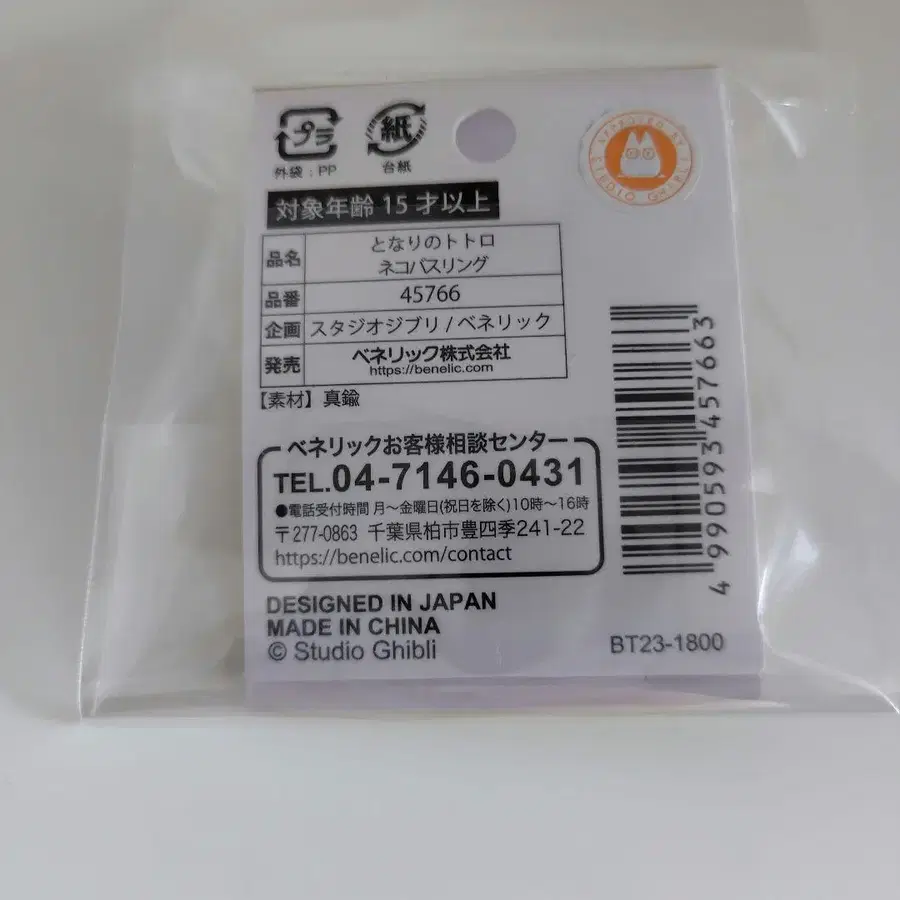 プラ
紙
外袋：PP
台紙
対象年齢 15 才以上
品名 となりのトトロ
ネコバスリング
品番 45766
企画 スタジオジブリ / ベネリック
発売 ベネリック株式会社
https://benelic.com
【素材】真鍮
ベネリックお客様相談センター
TEL.04-7146-0431
●電話受付時間 月〜金曜日(祝日を除く)10時〜16時
〒277-0863 千葉県柏市豊四季241-22
https://benelic.com/contact
DESIGNED IN JAPAN
MADE IN CHINA
© Studio Ghibli
STUDIO GHIBLI
4990593457663
BT23-1800